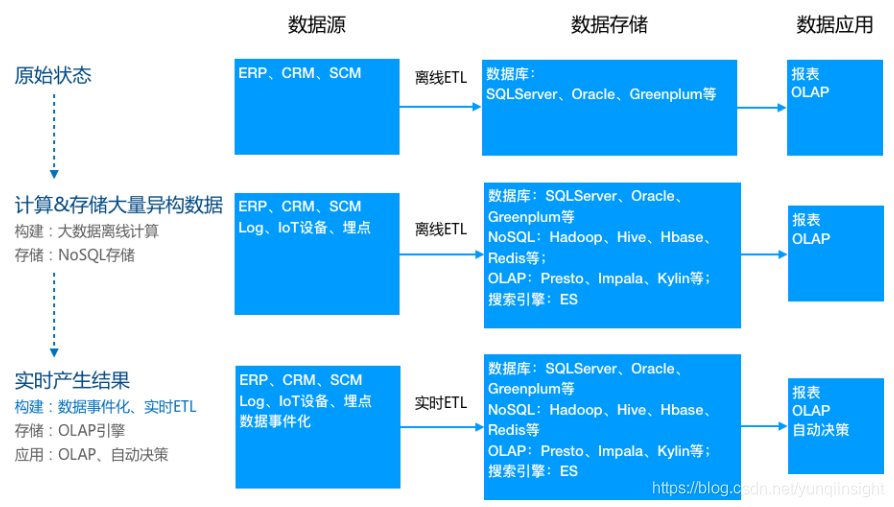 数据源
数据存储
数据应用
原始状态
ERP、CRM、SCM
离线ETL
数据库：
SQLServer、Oracle、Greenplum等
报表
OLAP
计算&存储大量异构数据
构建：大数据离线计算
存储：NoSQL存储
ERP、CRM、SCM
Log、IoT设备、埋点
离线ETL
数据库：SQLServer、Oracle、
Greenplum等
NoSQL：Hadoop、Hive、Hbase、
Redis等；
OLAP：Presto、Impala、Kylin等；
搜索引擎：ES
报表
OLAP
实时产生结果
构建：数据事件化、实时ETL
存储：OLAP引擎
应用：OLAP、自动决策
ERP、CRM、SCM
Log、IoT设备、埋点
数据事件化
实时ETL
数据库：SQLServer、Oracle、
Greenplum等
NoSQL：Hadoop、Hive、Hbase、
Redis等
OLAP：Presto、Impala、Kylin等；
搜索引擎：ES
报表
OLAP
自动决策
https://blog.csdn.net/yunqiinsight